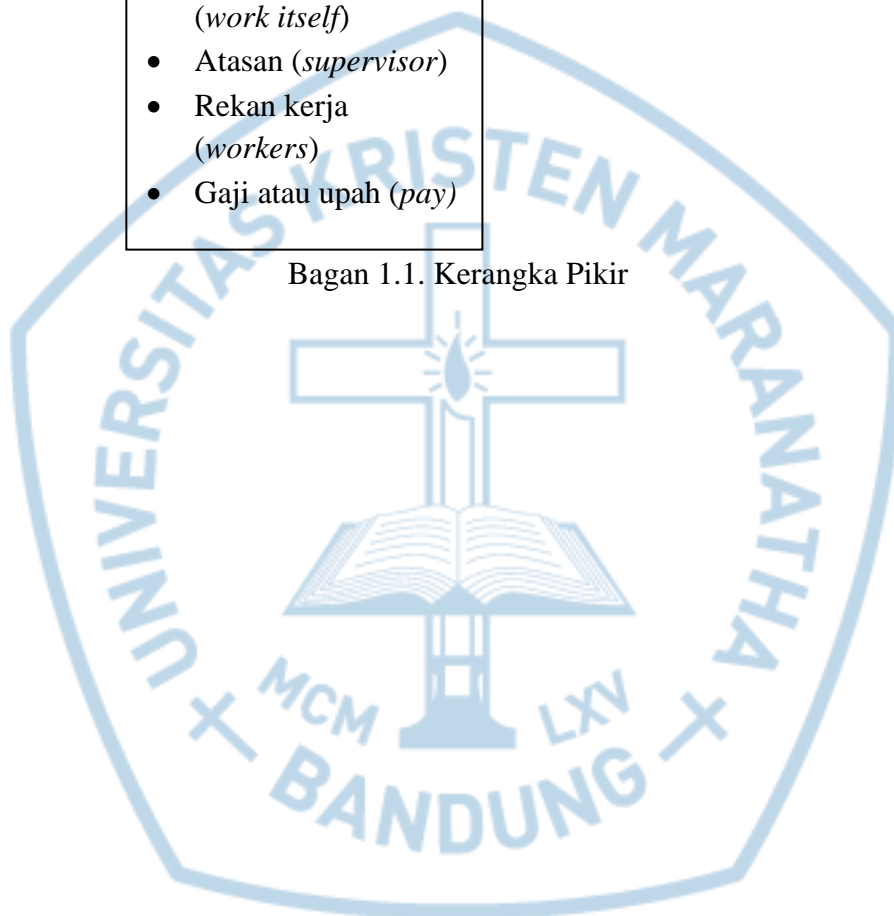 (work itself)
• Atasan (supervisor)
• Rekan kerja
(workers)
• Gaji atau upah (pay)
Bagan 1.1. Kerangka Pikir
UNIVERSITAS KRISTEN MARANATHA
MCM LXV
BANDUNG